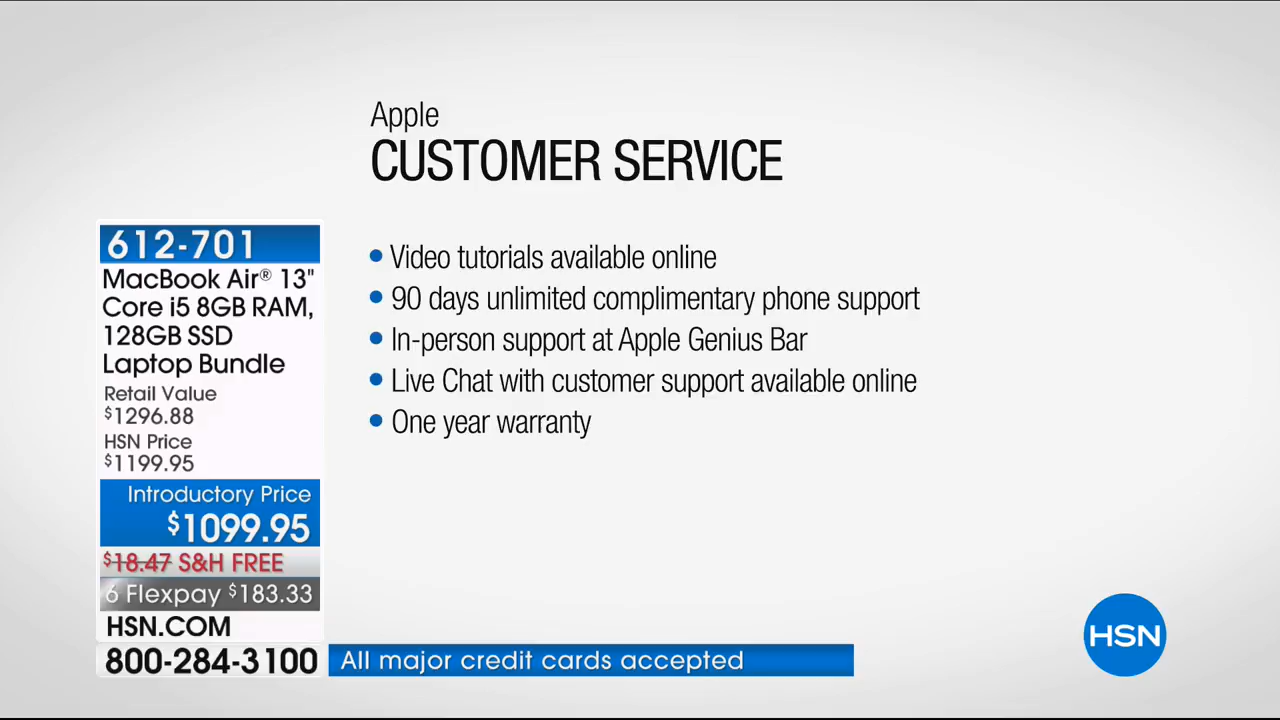 Apple
CUSTOMER SERVICE
• Video tutorials available online
• 90 days unlimited complimentary phone support
• In-person support at Apple Genius Bar
• Live Chat with customer support available online
• One year warranty
612-701
MacBook Air® 13"
Core i5 8GB RAM,
128GB SSD
Laptop Bundle
Retail Value
$1296.88
HSN Price
$1199.95
Introductory Price
$1099.95
$18.47 S&H FREE
6 Flexpay $183.33
HSN.COM
800-284-3100
All major credit cards accepted
HSN